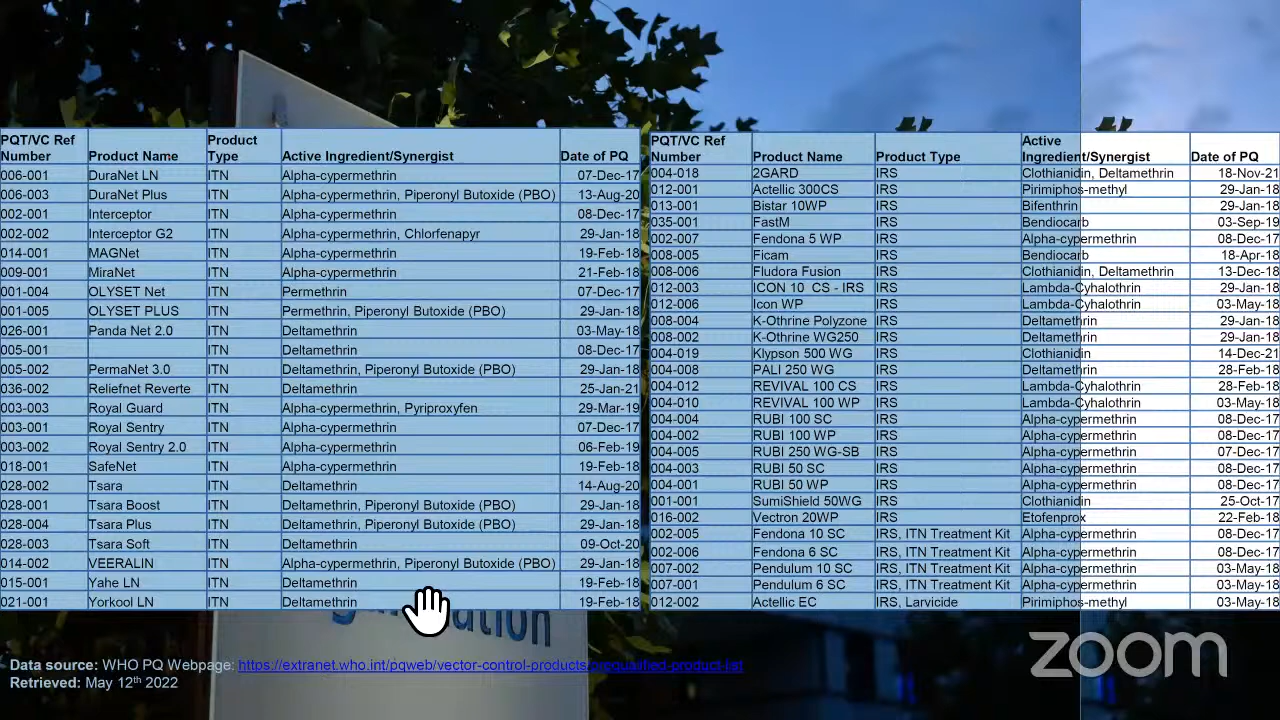 PQT/VC Ref Number Product Name Product Type Active Ingredient/Synergist Date of PQ
006-001 DuraNet LN ITN Alpha-cypermethrin 07-Dec-17
006-003 DuraNet Plus ITN Alpha-cypermethrin, Piperonyl Butoxide (PBO) 13-Aug-20
002-001 Interceptor ITN Alpha-cypermethrin 08-Dec-17
002-002 Interceptor G2 ITN Alpha-cypermethrin, Chlorfenapyr 29-Jan-18
014-001 MAGNet ITN Alpha-cypermethrin 19-Feb-18
009-001 MiraNet ITN Alpha-cypermethrin 21-Feb-18
001-004 OLYSET Net ITN Permethrin 07-Dec-17
001-005 OLYSET PLUS ITN Permethrin, Piperonyl Butoxide (PBO) 29-Jan-18
026-001 Panda Net 2.0 ITN Deltamethrin 03-May-18
005-001 ITN Deltamethrin 08-Dec-17
005-002 PermaNet 3.0 ITN Deltamethrin, Piperonyl Butoxide (PBO) 29-Jan-18
036-002 Reliefnet Reverte ITN Deltamethrin 25-Jan-21
003-003 Royal Guard ITN Alpha-cypermethrin, Pyriproxyfen 29-Mar-19
003-001 Royal Sentry ITN Alpha-cypermethrin 07-Dec-17
003-002 Royal Sentry 2.0 ITN Alpha-cypermethrin 06-Feb-19
018-001 SafeNet ITN Alpha-cypermethrin 19-Feb-18
028-002 Tsara ITN Deltamethrin 14-Aug-20
028-001 Tsara Boost ITN Deltamethrin, Piperonyl Butoxide (PBO) 29-Jan-18
028-004 Tsara Plus ITN Deltamethrin, Piperonyl Butoxide (PBO) 29-Jan-18
028-003 Tsara Soft ITN Deltamethrin 09-Oct-20
014-002 VEERALIN ITN Alpha-cypermethrin, Piperonyl Butoxide (PBO) 29-Jan-18
015-001 Yahe LN ITN Deltamethrin 19-Feb-18
021-001 Yorkool LN ITN Deltamethrin 19-Feb-18
PQT/VC Ref Number Product Name Product Type Active Ingredient/Synergist Date of PQ
004-018 2GARD IRS Clothianidin, Deltamethrin 18-Nov-21
012-001 Actellic 300CS IRS Pirimiphos-methyl 29-Jan-18
013-001 Bistar 10WP IRS Bifenthrin 29-Jan-18
035-001 FastM IRS Bendiocarb 03-Sep-19
002-007 Fendona 5 WP IRS Alpha-cypermethrin 08-Dec-17
008-005 Ficam IRS Bendiocarb 18-Apr-18
008-006 Fludora Fusion IRS Clothianidin, Deltamethrin 13-Dec-18
012-003 ICON 10 CS - IRS IRS Lambda-Cyhalothrin 29-Jan-18
012-006 Icon WP IRS Lambda-Cyhalothrin 03-May-18
008-004 K-Othrine Polyzone IRS Deltamethrin 29-Jan-18
008-002 K-Othrine WG250 IRS Deltamethrin 29-Jan-18
004-019 Klypson 500 WG IRS Clothianidin 14-Dec-21
004-008 PALI 250 WG IRS Deltamethrin 28-Feb-18
004-012 REVIVAL 100 CS IRS Lambda-Cyhalothrin 28-Feb-18
004-010 REVIVAL 100 WP IRS Lambda-Cyhalothrin 03-May-18
004-004 RUBI 100 SC IRS Alpha-cypermethrin 08-Dec-17
004-002 RUBI 100 WP IRS Alpha-cypermethrin 08-Dec-17
004-005 RUBI 250 WG-SB IRS Alpha-cypermethrin 07-Dec-17
004-003 RUBI 50 SC IRS Alpha-cypermethrin 08-Dec-17
004-001 RUBI 50 WP IRS Alpha-cypermethrin 08-Dec-17
001-001 SumiShield 50WG IRS Clothianidin 25-Oct-17
016-002 Vectron 20WP IRS Etofenprox 22-Feb-18
002-005 Fendona 10 SC IRS, ITN Treatment Kit Alpha-cypermethrin 08-Dec-17
002-006 Fendona 6 SC IRS, ITN Treatment Kit Alpha-cypermethrin 08-Dec-17
007-002 Pendulum 10 SC IRS, ITN Treatment Kit Alpha-cypermethrin 03-May-18
007-001 Pendulum 6 SC IRS, ITN Treatment Kit Alpha-cypermethrin 03-May-18
012-002 Actellic EC IRS, Larvicide Pirimiphos-methyl 03-May-18
Data source: WHO PQ Webpage: https://extranet.who.int/pqweb/vector-control-products/prequalified-product-list
Retrieved: May 12th 2022
zoom